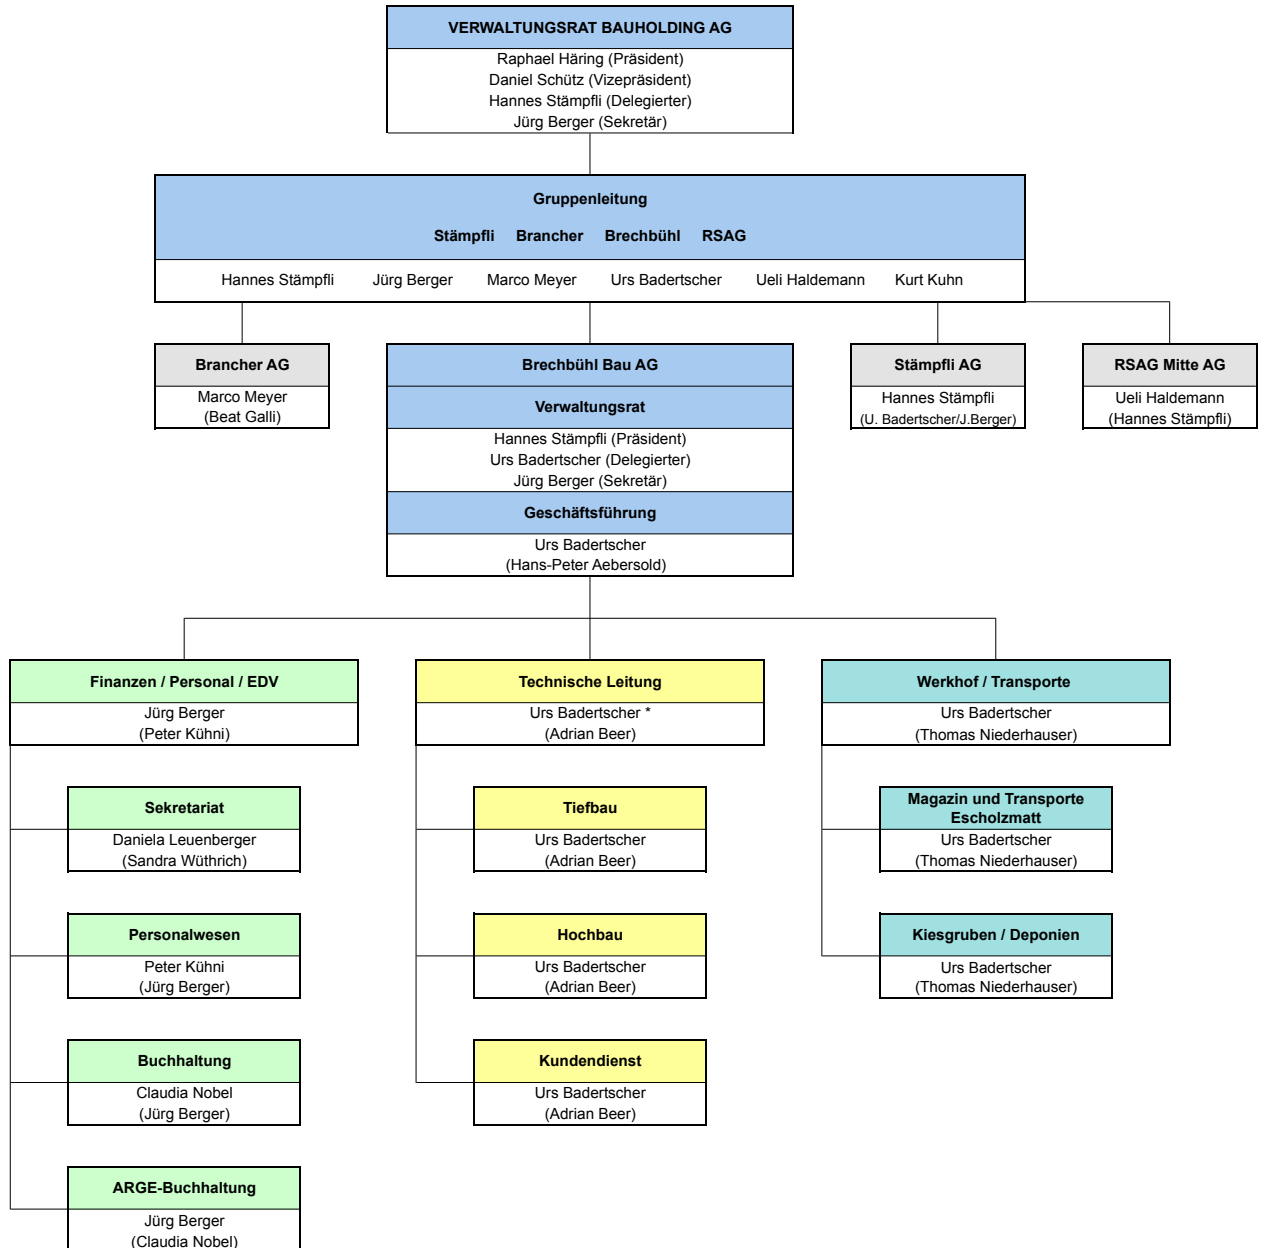 VERWALTUNGSRAT BAUHOLDING AG
Raphael Häring (Präsident)
Daniel Schütz (Vizepräsident)
Hannes Stämpfli (Delegierter)
Jürg Berger (Sekretär)
Gruppenleitung
Stämpfli Brancher Brechbühl RSAG
Hannes Stämpfli Jürg Berger Marco Meyer Urs Badertscher Ueli Haldemann Kurt Kuhn
Brancher AG
Marco Meyer
(Beat Galli)
Brechbühl Bau AG
Verwaltungsrat
Hannes Stämpfli (Präsident)
Urs Badertscher (Delegierter)
Jürg Berger (Sekretär)
Geschäftsführung
Urs Badertscher
(Hans-Peter Aebersold)
Stämpfli AG
Hannes Stämpfli
(U. Badertscher/J.Berger)
RSAG Mitte AG
Ueli Haldemann
(Hannes Stämpfli)
Finanzen / Personal / EDV
Jürg Berger
(Peter Kühni)
Sekretariat
Daniela Leuenberger
(Sandra Wüthrich)
Personalwesen
Peter Kühni
(Jürg Berger)
Buchhaltung
Claudia Nobel
(Jürg Berger)
ARGE-Buchhaltung
Jürg Berger
(Claudia Nobel)
Technische Leitung
Urs Badertscher *
(Adrian Beer)
Tiefbau
Urs Badertscher
(Adrian Beer)
Hochbau
Urs Badertscher
(Adrian Beer)
Kundendienst
Urs Badertscher
(Adrian Beer)
Werkhof / Transporte
Urs Badertscher
(Thomas Niederhauser)
Magazin und Transporte
Escholzmatt
Urs Badertscher
(Thomas Niederhauser)
Kiesgruben / Deponien
Urs Badertscher
(Thomas Niederhauser)